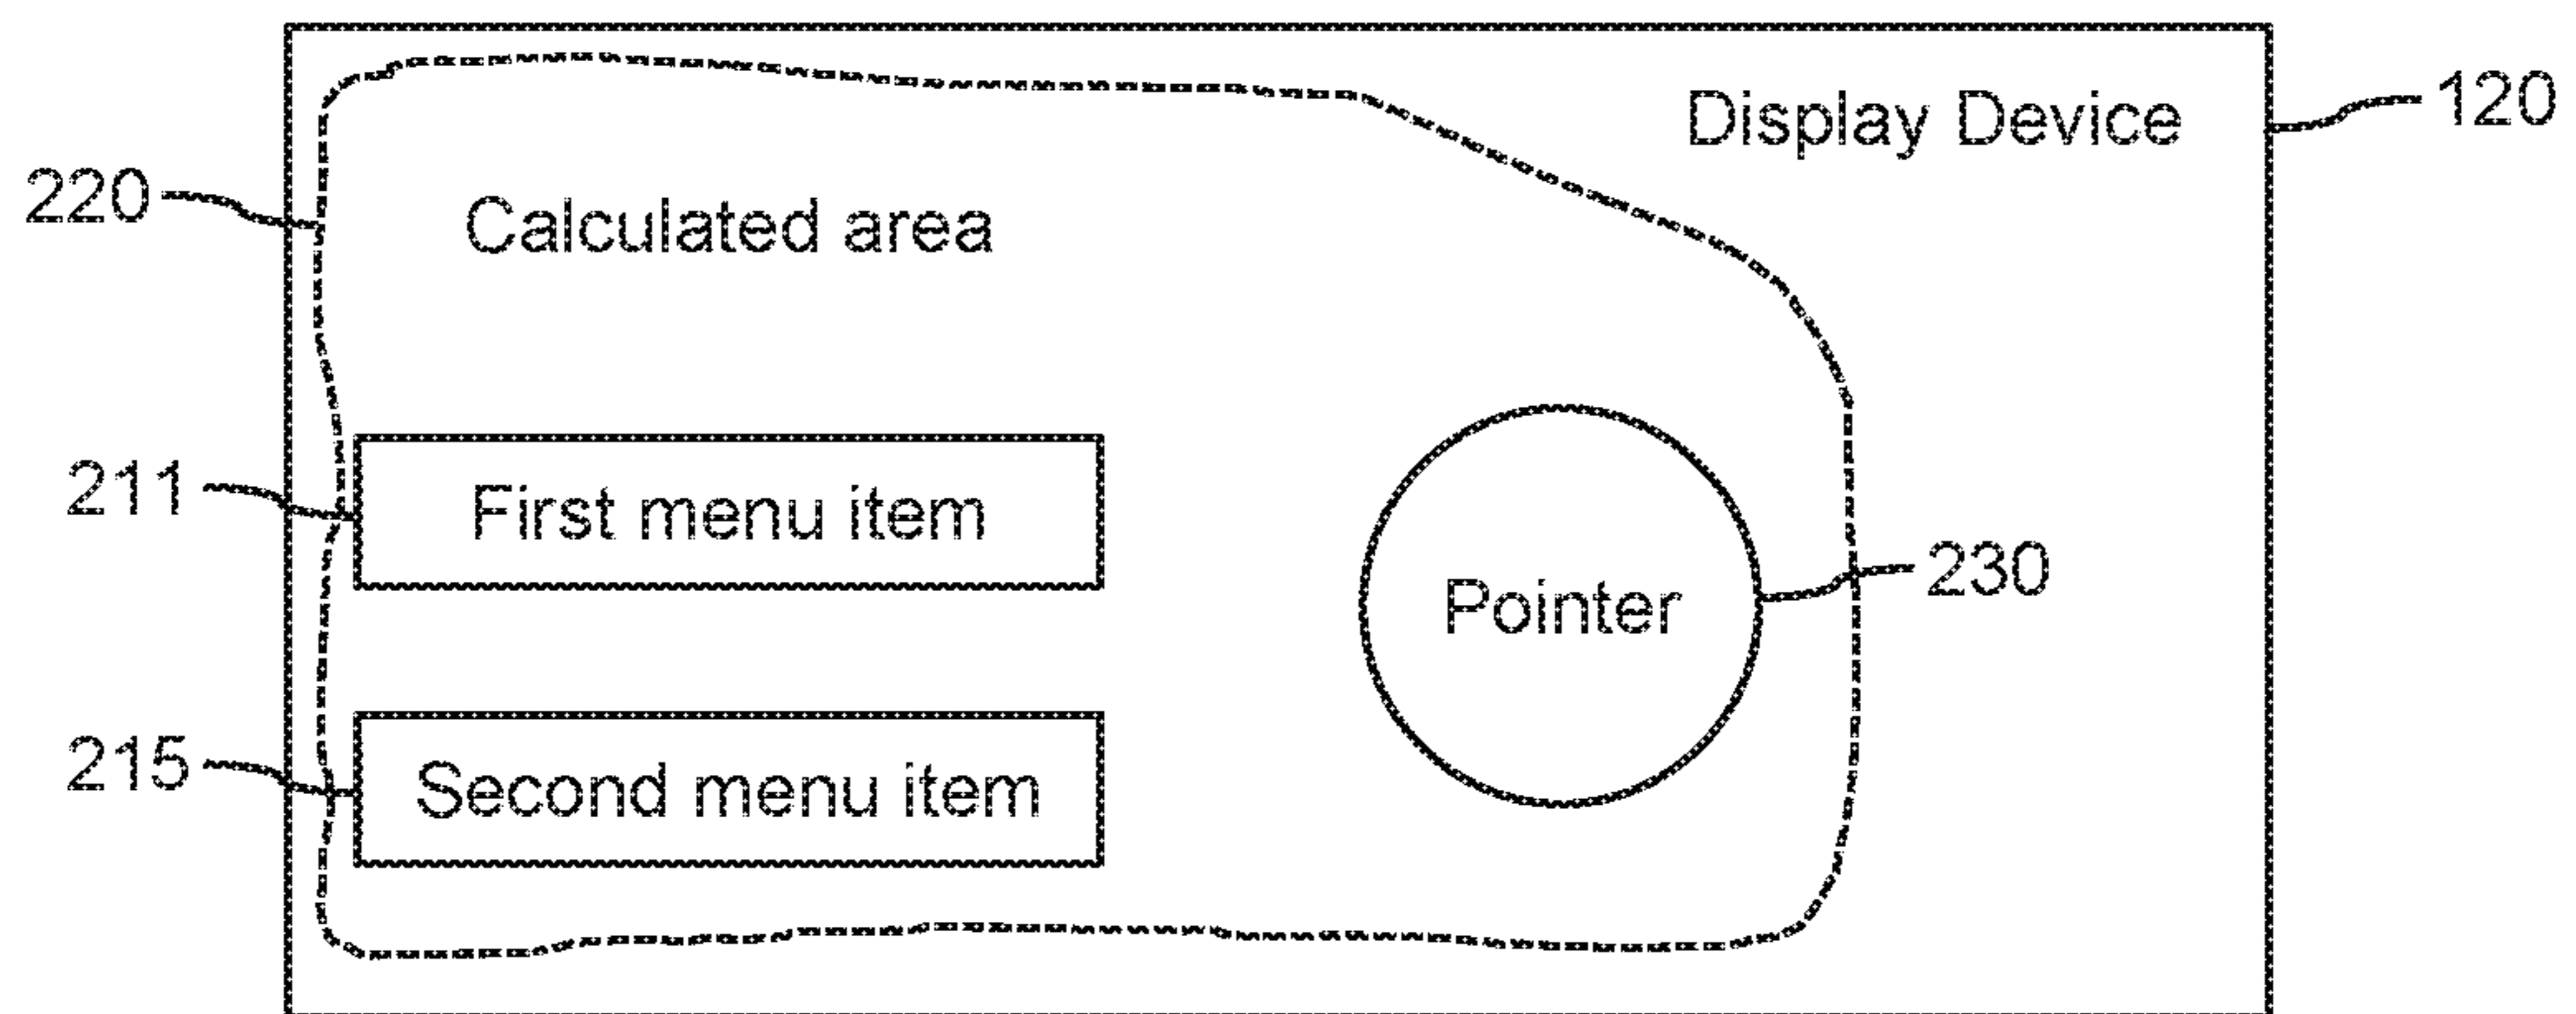 Display Device
120
220
Calculated area
211
First menu item
Pointer
230
215
Second menu item